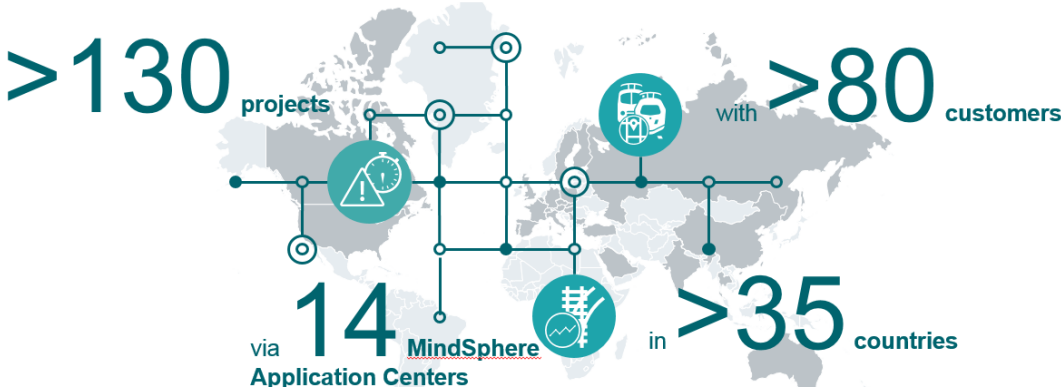 >130 projects
with >80 customers
via 14 MindSphere
Application Centers
in >35 countries